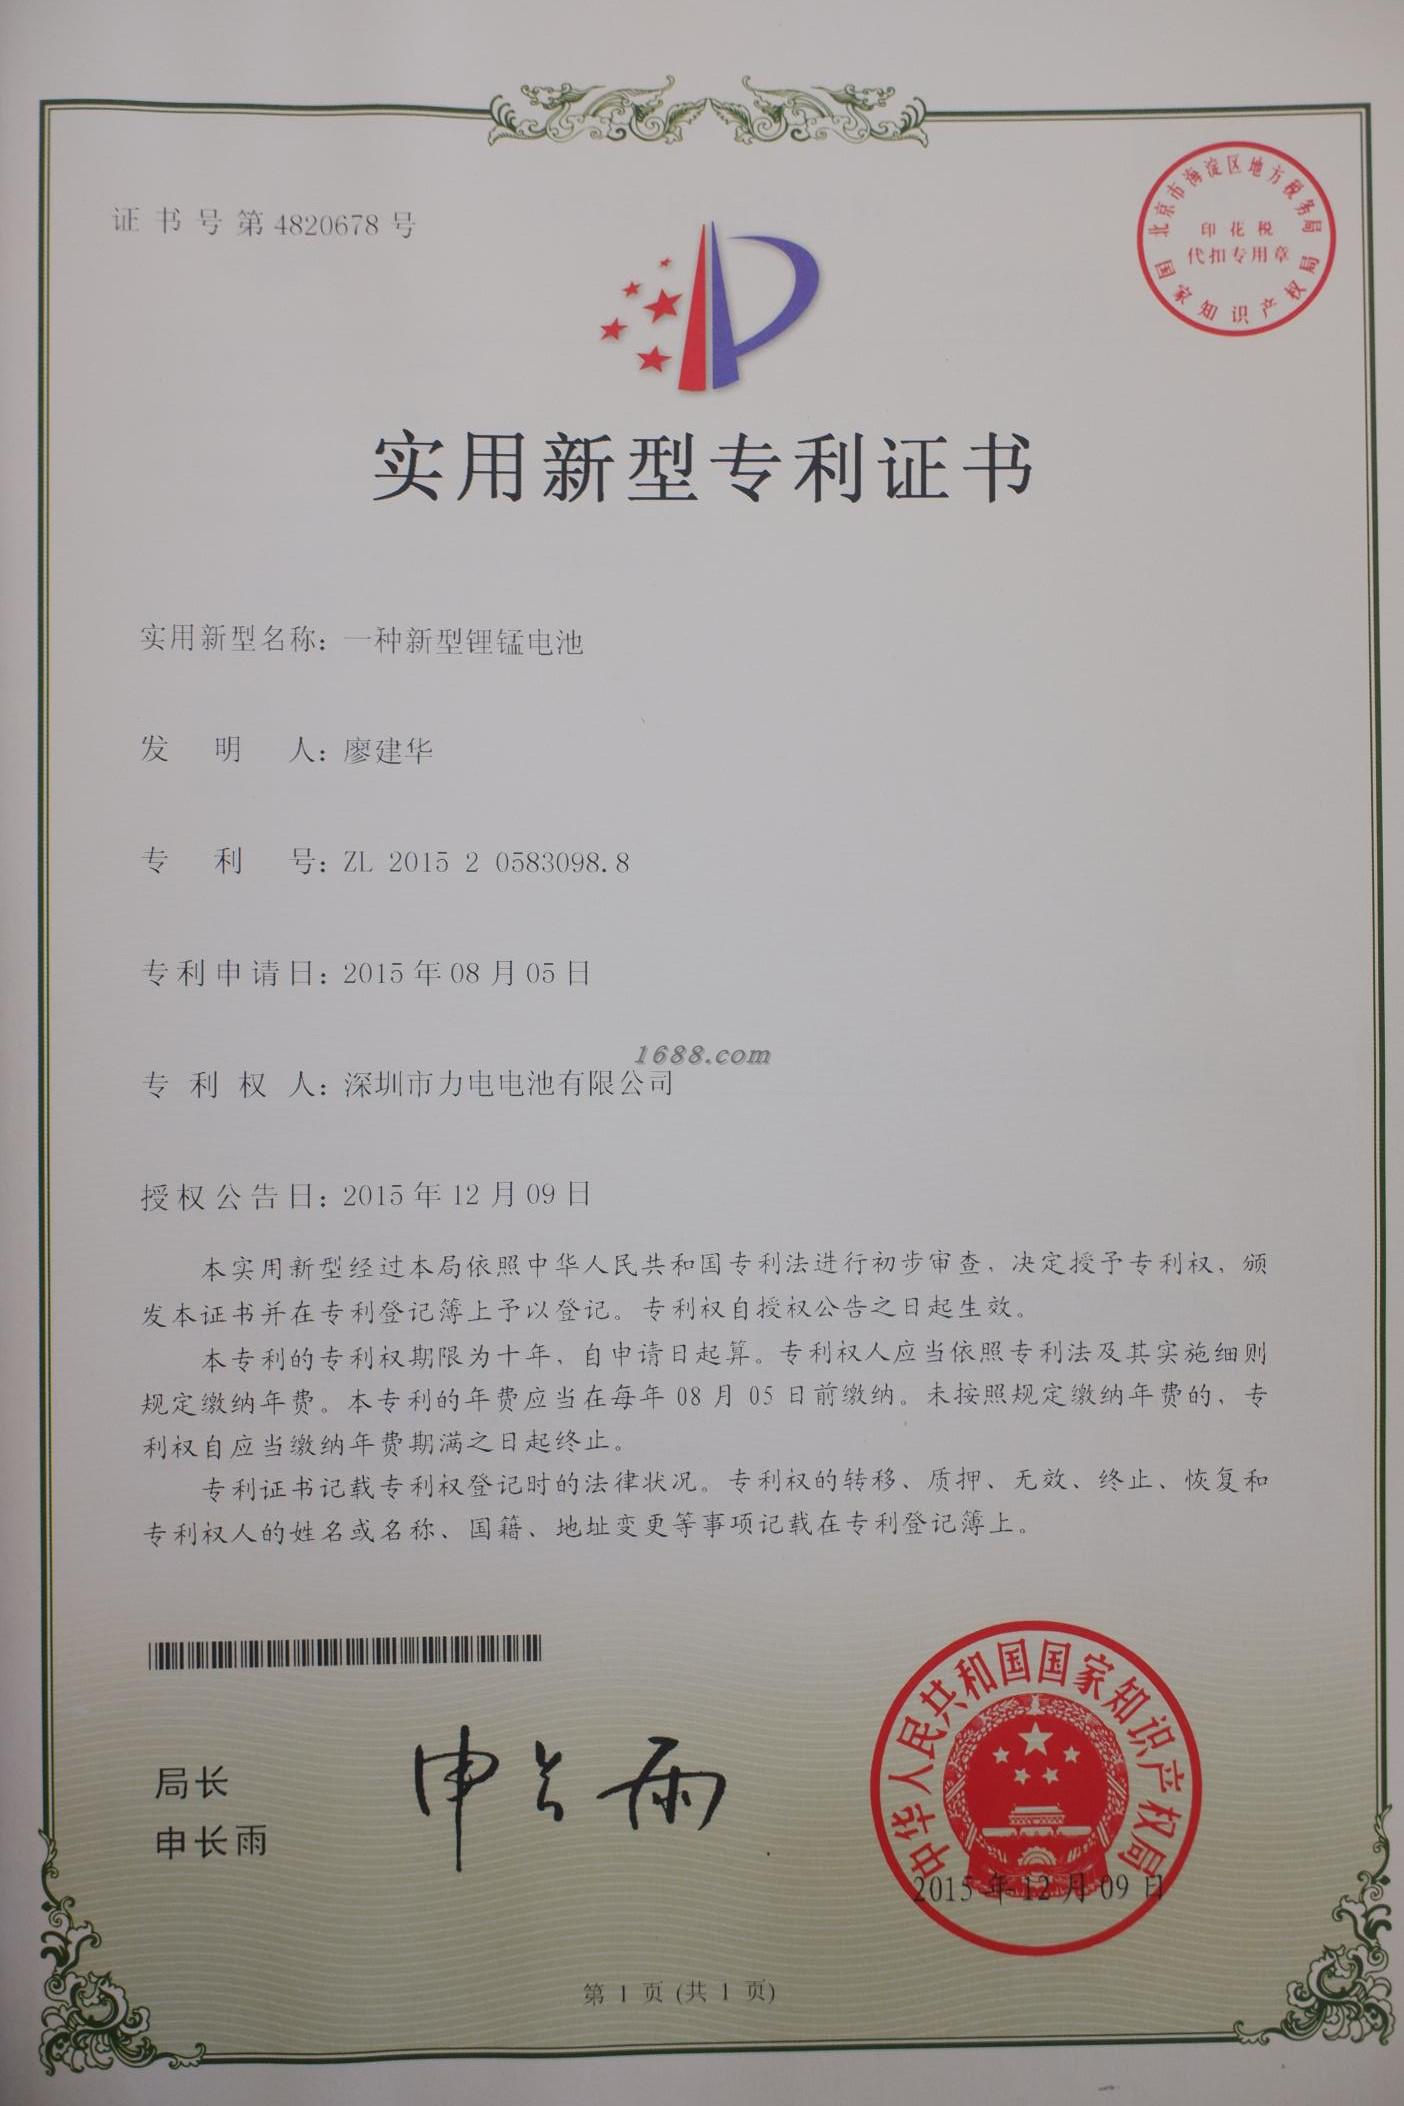 证书号第4820678号
北京市海淀区地方税务局
印花税
代扣专用章
国家知识产权局
实用新型专利证书
实用新型名称：一种新型锂锰电池
发明人：廖建华
专利号：ZL 2015 2 0583098.8
专利申请日：2015年08月05日
1688.com
专利权人：深圳市力电电池有限公司
授权公告日：2015年12月09日
本实用新型经过本局依照中华人民共和国专利法进行初步审查，决定授予专利权，颁
发本证书并在专利登记簿上予以登记。专利权自授权公告之日起生效。
本专利的专利权期限为十年，自申请日起算。专利权人应当依照专利法及其实施细则
规定缴纳年费。本专利的年费应当在每年08月05日前缴纳。未按照规定缴纳年费的，专
利权自应当缴纳年费期满之日起终止。
专利证书记载专利权登记时的法律状况。专利权的转移、质押、无效、终止、恢复和
专利权人的姓名或名称、国籍、地址变更等事项记载在专利登记簿上。
局长
申长雨
申长雨
中华人民共和国国家知识产权局
2015年12月09日
第1页(共1页)